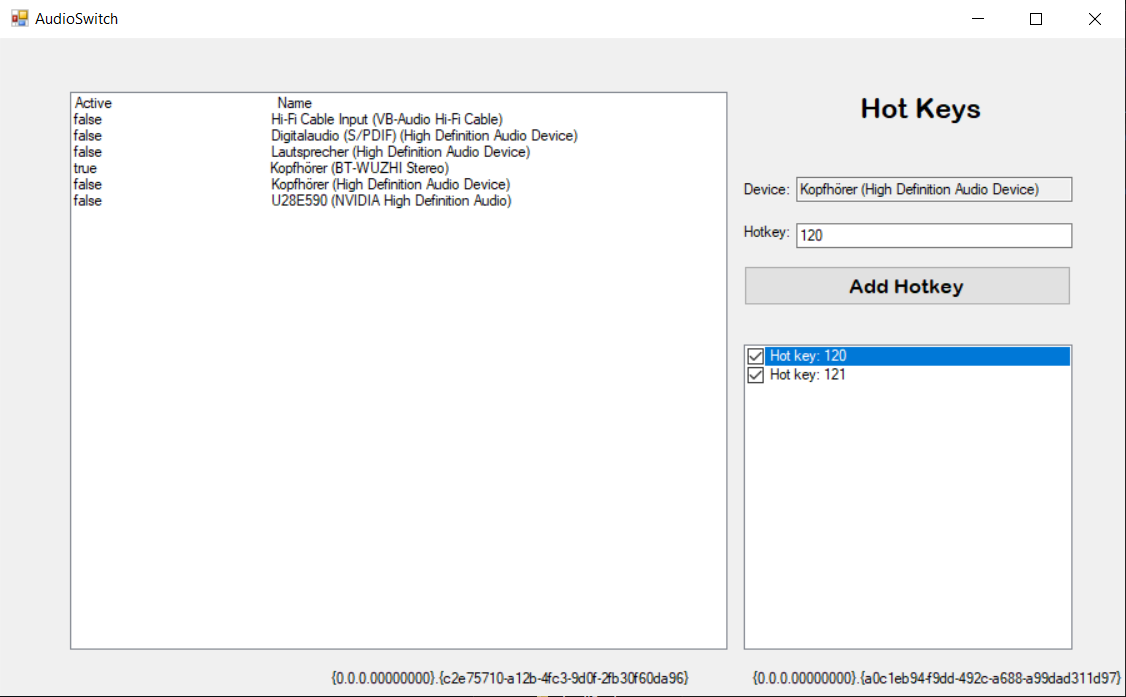 AudioSwitch
Active Name
false Hi-Fi Cable Input (VB-Audio Hi-Fi Cable)
false Digitalaudio (S/PDIF) (High Definition Audio Device)
false Lautsprecher (High Definition Audio Device)
true Kopfhörer (BT-WUZHI Stereo)
false Kopfhörer (High Definition Audio Device)
false U28E590 (NVIDIA High Definition Audio)
Hot Keys
Device: Kopfhörer (High Definition Audio Device)
Hotkey: 120
Add Hotkey
Hot key: 120
Hot key: 121
{0.0.0.00000000}.{c2e75710-a12b-4fc3-9d0f-2fb30f60da96}
{0.0.0.00000000}.{a0c1eb94-f9dd-492c-a688-a99dad311d97}